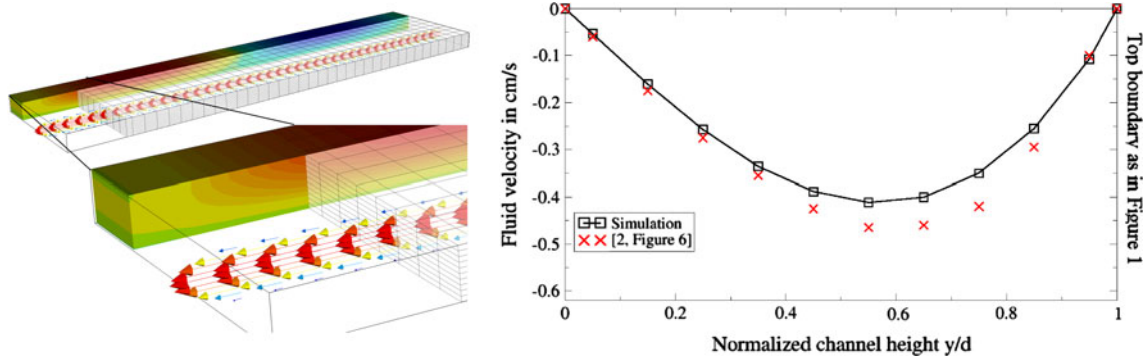 0
-0.1
-0.2
-0.3
-0.4
-0.5
-0.6
Fluid velocity in cm/s
Simulation
[2, Figure 6]
0
0.2
0.4
0.6
0.8
1
Normalized channel height y/d
Top boundary as in Figure 1